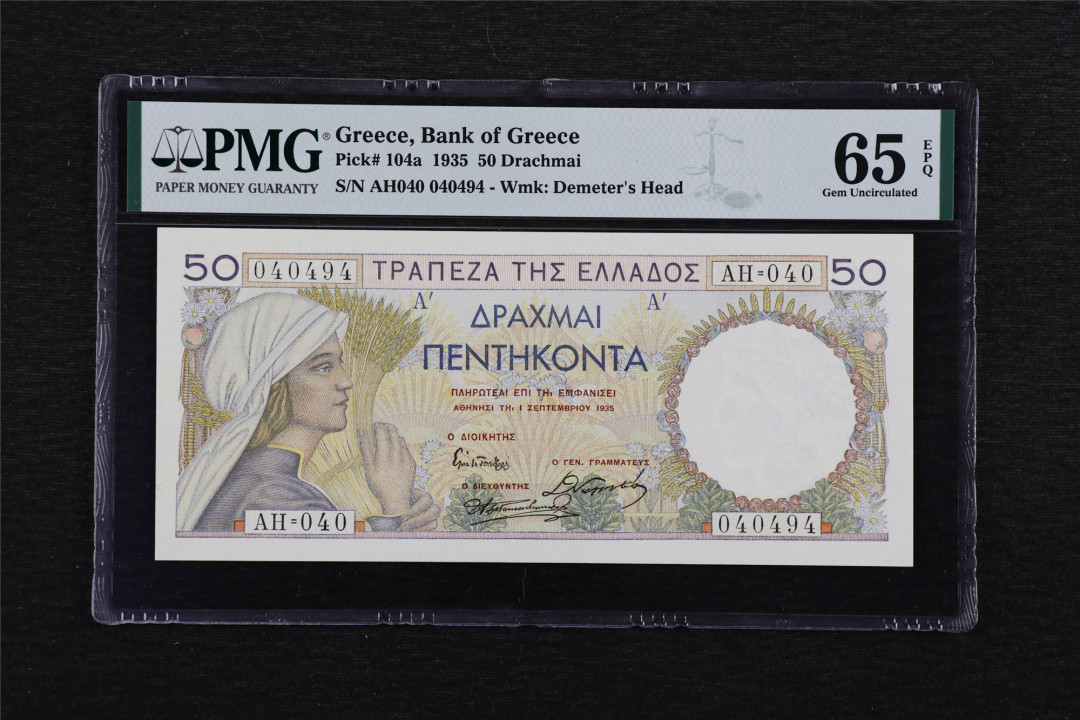 PMG®
PAPER MONEY GUARANTY
Greece, Bank of Greece
Pick# 104a 1935 50 Drachmai
S/N AH040 040494 - Wmk: Demeter's Head
65
EPQ
Gem Uncirculated
50 040494 ΤΡΑΠΕΖΑ ΤΗΣ ΕΛΛΑΔΟΣ ΑΗ=040 50
Α′ Α′
ΔΡΑΧΜΑΙ
ΠΕΝΤΗΚΟΝΤΑ
ΠΛΗΡΩΤΕΑΙ ΕΠΙ ΤΗι ΕΜΦΑΝΙΣΕΙ
ΑΘΗΝΗΣΙ ΤΗι 1 ΣΕΠΤΕΜΒΡΙΟΥ 1935
Ο ΔΙΟΙΚΗΤΗΣ
Ο ΓΕΝ. ΓΡΑΜΜΑΤΕΥΣ
Ο ΔΙΕΥΘΥΝΤΗΣ
ΑΗ=040 040494